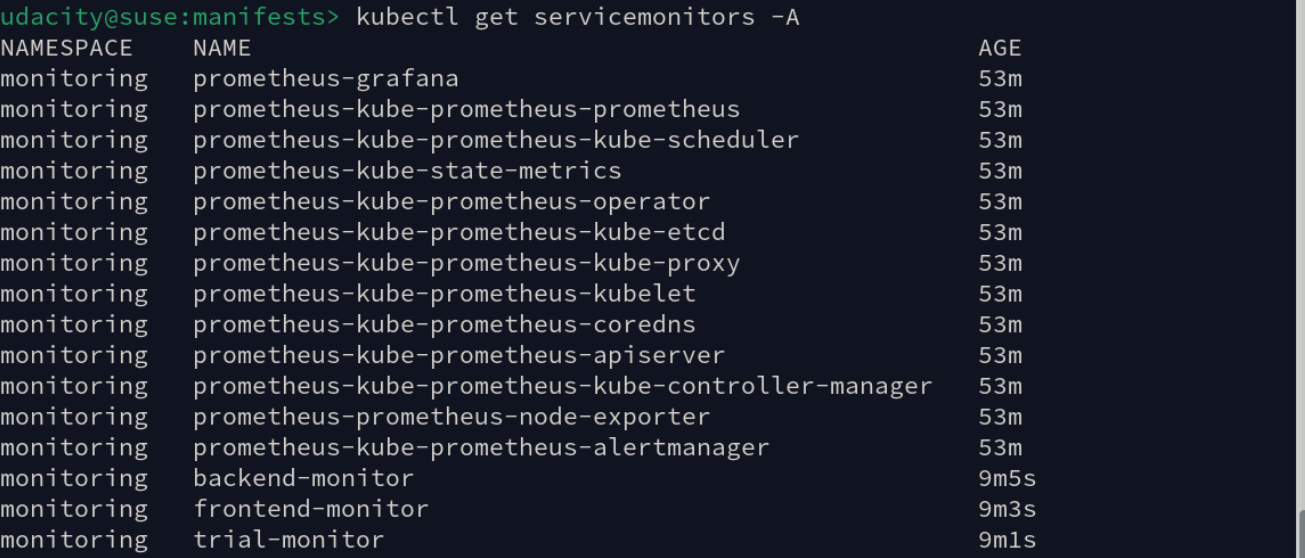 udacity@suse:manifests> kubectl get servicemonitors -A
NAMESPACE    NAME                                                 AGE
monitoring   prometheus-grafana                                   53m
monitoring   prometheus-kube-prometheus-prometheus                53m
monitoring   prometheus-kube-prometheus-kube-scheduler            53m
monitoring   prometheus-kube-state-metrics                        53m
monitoring   prometheus-kube-prometheus-operator                  53m
monitoring   prometheus-kube-prometheus-kube-etcd                 53m
monitoring   prometheus-kube-prometheus-kube-proxy                53m
monitoring   prometheus-kube-prometheus-kubelet                   53m
monitoring   prometheus-kube-prometheus-coredns                   53m
monitoring   prometheus-kube-prometheus-apiserver                 53m
monitoring   prometheus-kube-prometheus-kube-controller-manager   53m
monitoring   prometheus-prometheus-node-exporter                  53m
monitoring   prometheus-kube-prometheus-alertmanager              53m
monitoring   backend-monitor                                      9m5s
monitoring   frontend-monitor                                     9m3s
monitoring   trial-monitor                                        9m1s